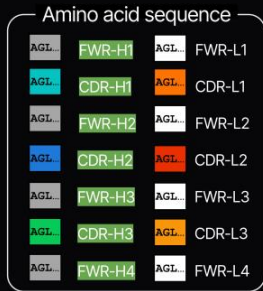 Amino acid sequence
AGL... FWR-H1 AGL... FWR-L1
AGL... CDR-H1 AGL... CDR-L1
AGL... FWR-H2 AGL... FWR-L2
AGL... CDR-H2 AGL... CDR-L2
AGL... FWR-H3 AGL... FWR-L3
AGL... CDR-H3 AGL... CDR-L3
AGL... FWR-H4 AGL... FWR-L4